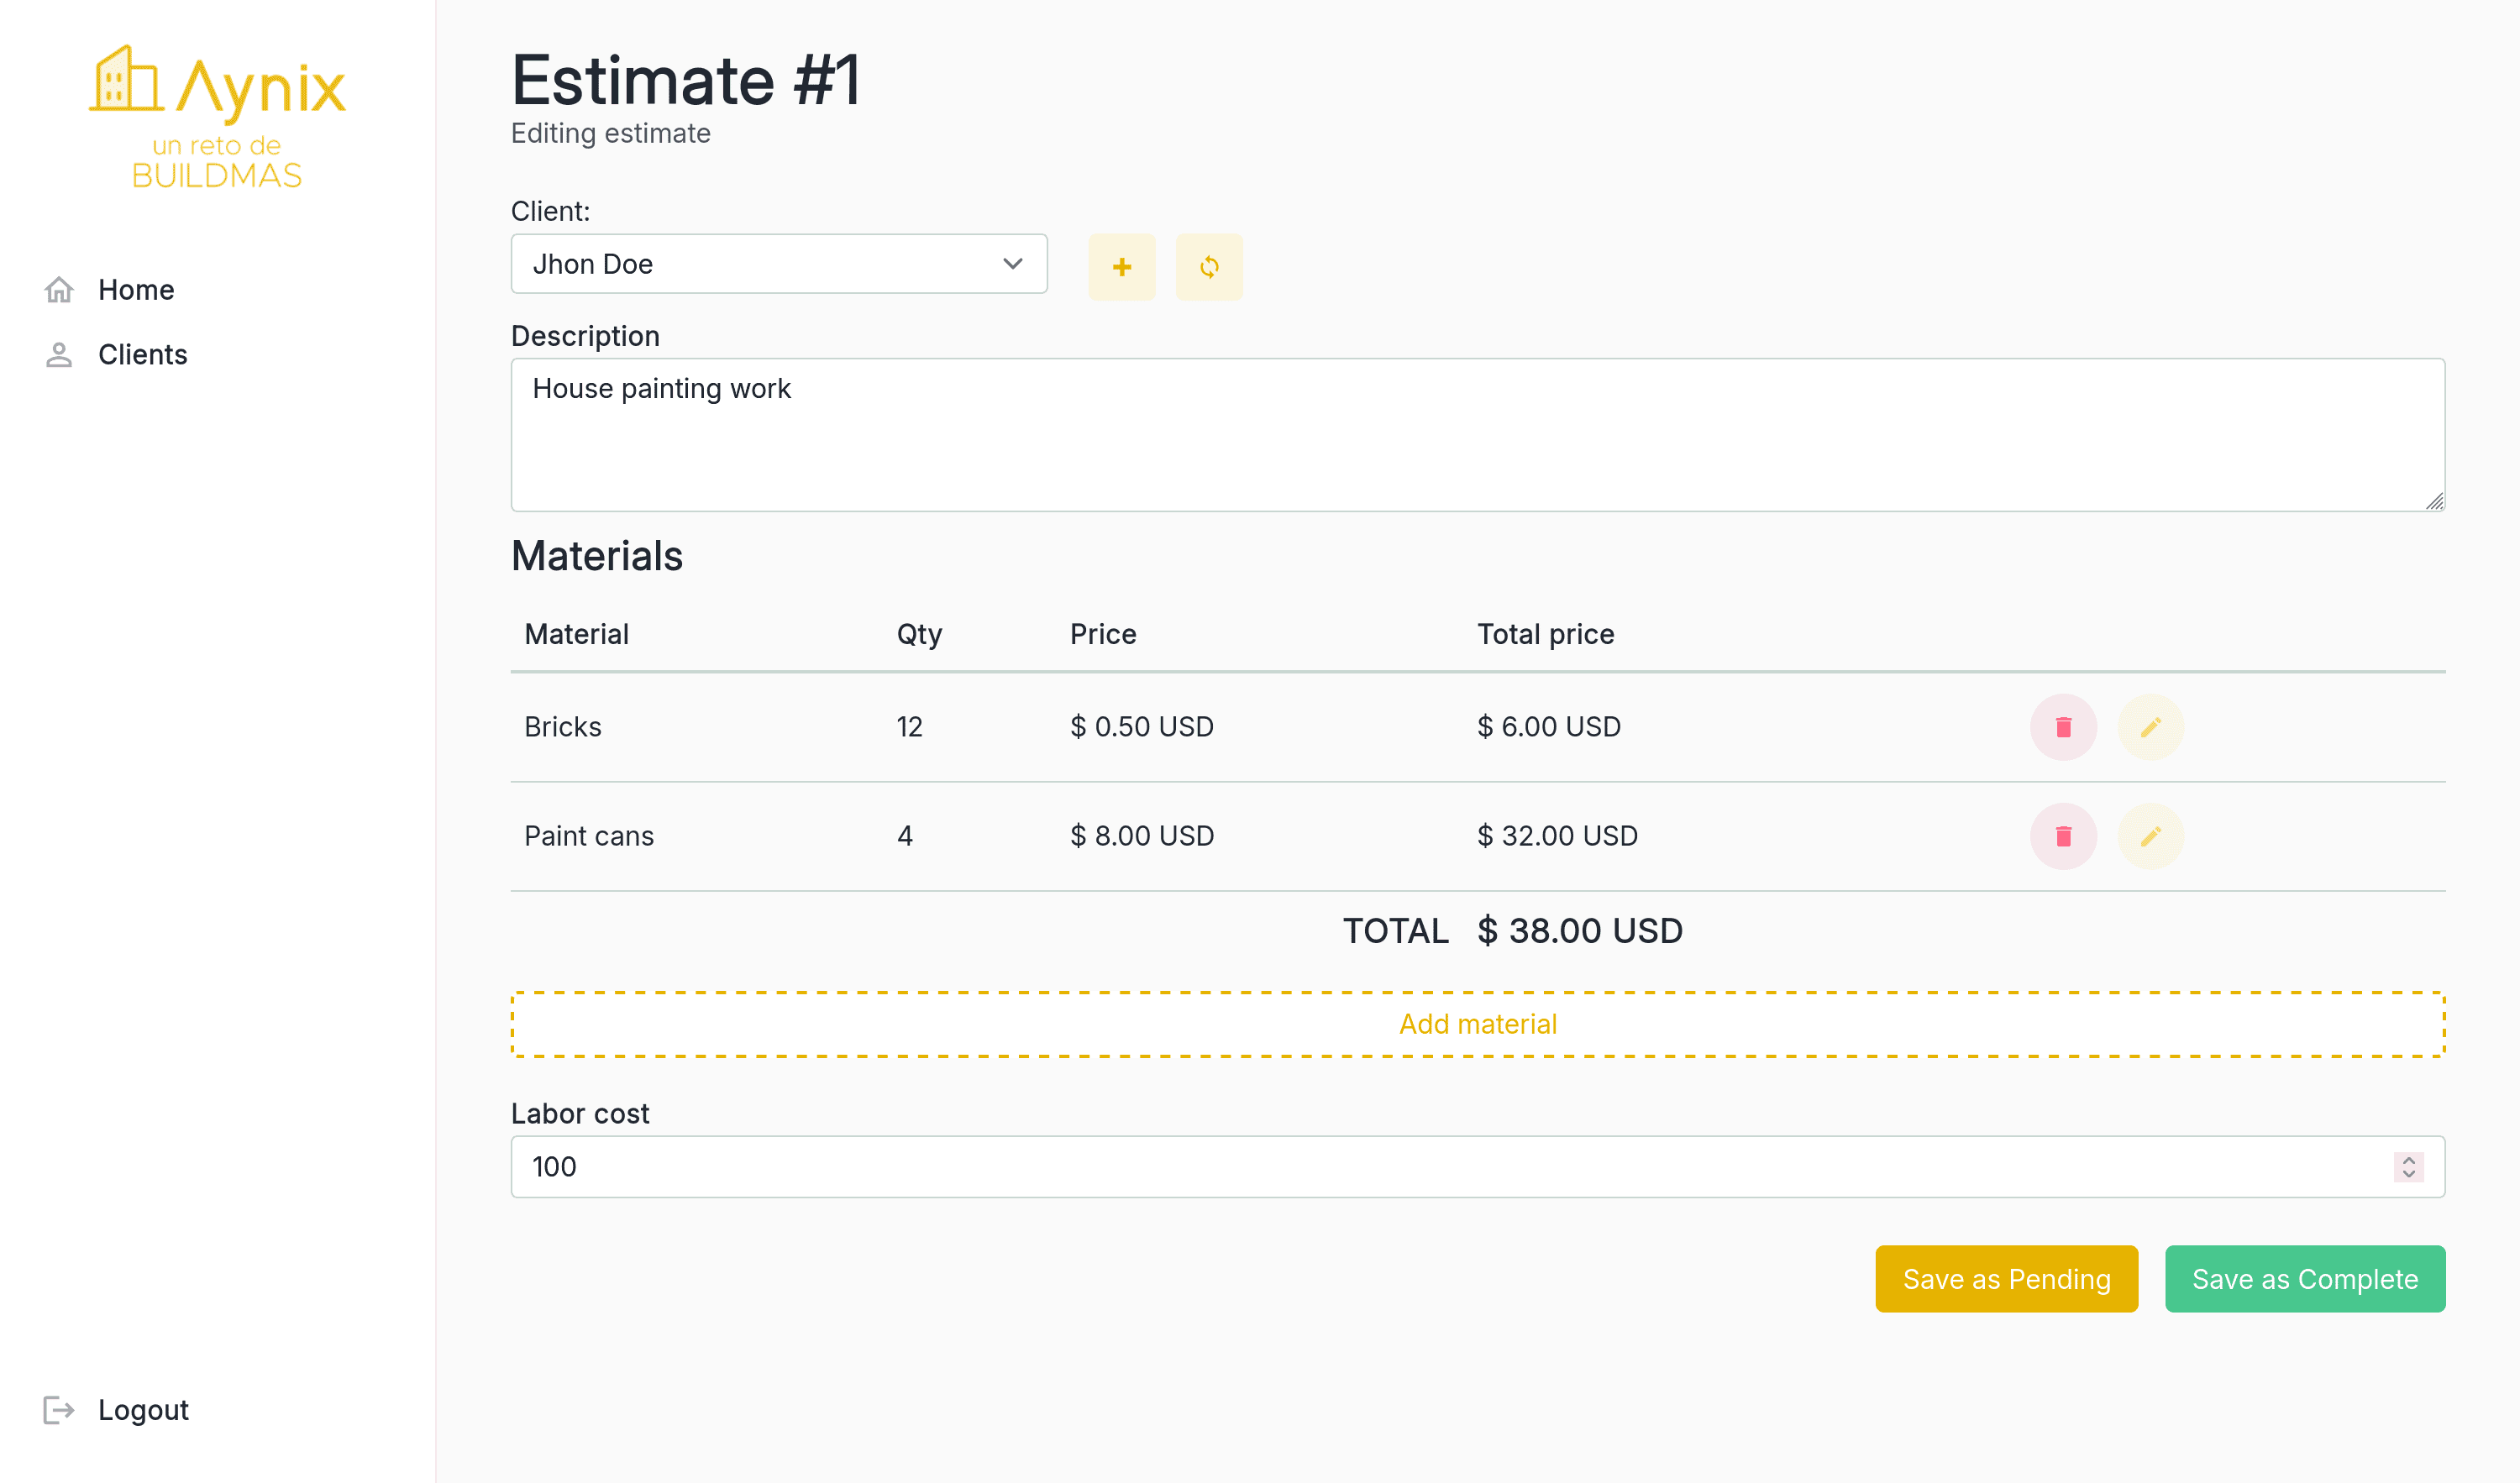 Aynix
un reto de
BUILDMAS
Home
Clients
Logout
Estimate #1
Editing estimate
Client:
Jhon Doe
Description
House painting work
Materials
Material Qty Price Total price
Bricks 12 $ 0.50 USD $ 6.00 USD
Paint cans 4 $ 8.00 USD $ 32.00 USD
TOTAL $ 38.00 USD
Add material
Labor cost
100
Save as Pending Save as Complete